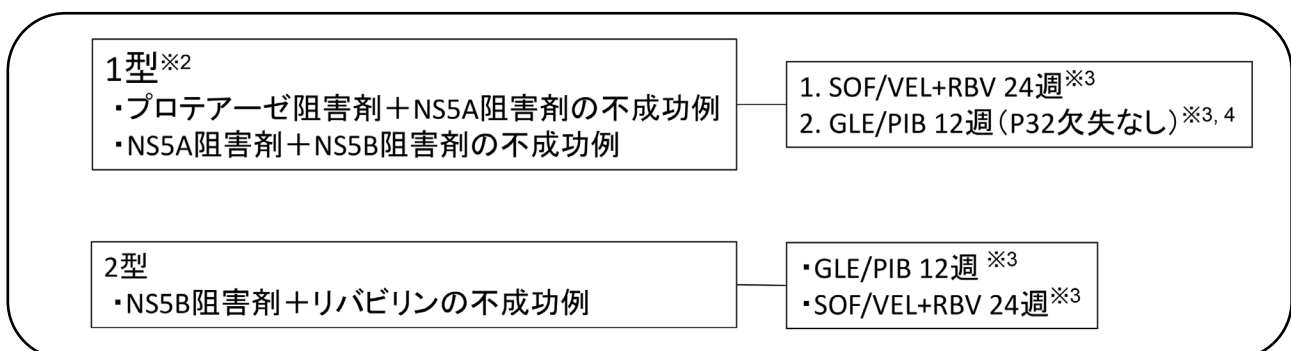 1型※2
・プロテアーゼ阻害剤＋NS5A阻害剤の不成功例
・NS5A阻害剤＋NS5B阻害剤の不成功例
1. SOF/VEL+RBV 24週※3
2. GLE/PIB 12週（P32欠失なし）※3, 4
2型
・NS5B阻害剤＋リバビリンの不成功例
・GLE/PIB 12週 ※3
・SOF/VEL+RBV 24週※3